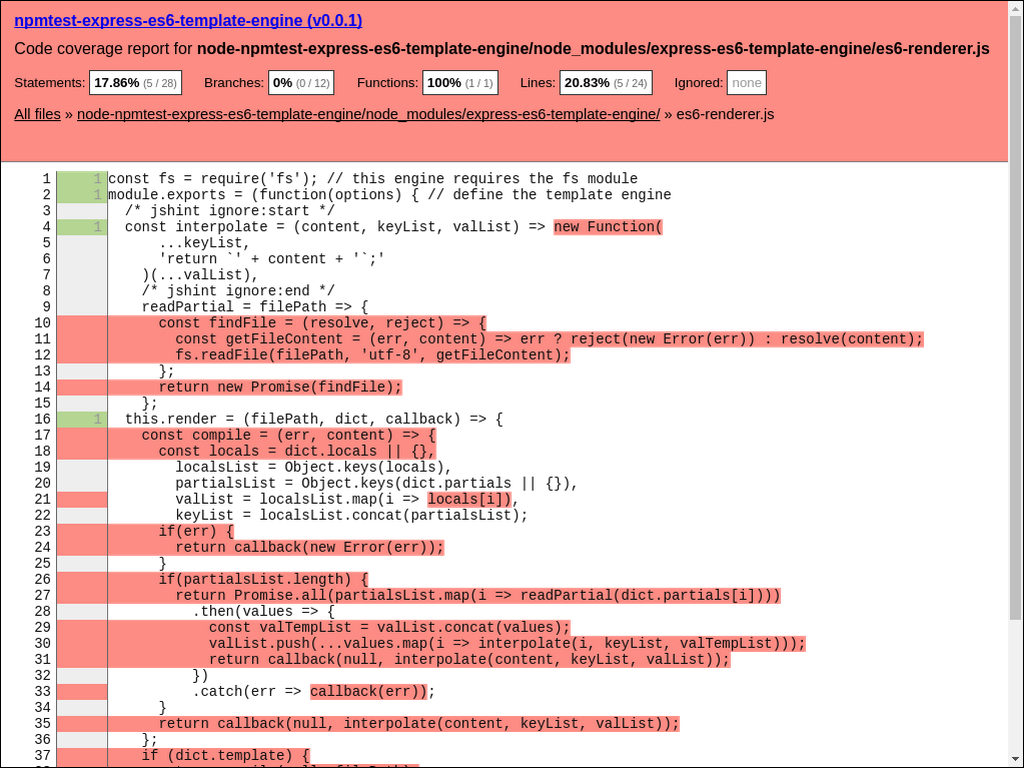 npmtest-express-es6-template-engine (v0.0.1)
Code coverage report for node-npmtest-express-es6-template-engine/node_modules/express-es6-template-engine/es6-renderer.js
Statements: 17.86% (5 / 28) Branches: 0% (0 / 12) Functions: 100% (1 / 1) Lines: 20.83% (5 / 24) Ignored: none
All files » node-npmtest-express-es6-template-engine/node_modules/express-es6-template-engine/ » es6-renderer.js
1 1 const fs = require('fs'); // this engine requires the fs module
2 1 module.exports = (function(options) { // define the template engine
3 /* jshint ignore:start */
4 1 const interpolate = (content, keyList, valList) => new Function(
5 ...keyList,
6 'return `' + content + '`;'
7 )(...valList),
8 /* jshint ignore:end */
9 readPartial = filePath => {
10 const findFile = (resolve, reject) => {
11 const getFileContent = (err, content) => err ? reject(new Error(err)) : resolve(content);
12 fs.readFile(filePath, 'utf-8', getFileContent);
13 };
14 return new Promise(findFile);
15 };
16 1 this.render = (filePath, dict, callback) => {
17 const compile = (err, content) => {
18 const locals = dict.locals || {},
19 localsList = Object.keys(locals),
20 partialsList = Object.keys(dict.partials || {}),
21 valList = localsList.map(i => locals[i]),
22 keyList = localsList.concat(partialsList);
23 if(err) {
24 return callback(new Error(err));
25 }
26 if(partialsList.length) {
27 return Promise.all(partialsList.map(i => readPartial(dict.partials[i])))
28 .then(values => {
29 const valTempList = valList.concat(values);
30 valList.push(...values.map(i => interpolate(i, keyList, valTempList)));
31 return callback(null, interpolate(content, keyList, valList));
32 })
33 .catch(err => callback(err));
34 }
35 return callback(null, interpolate(content, keyList, valList));
36 };
37 if (dict.template) {